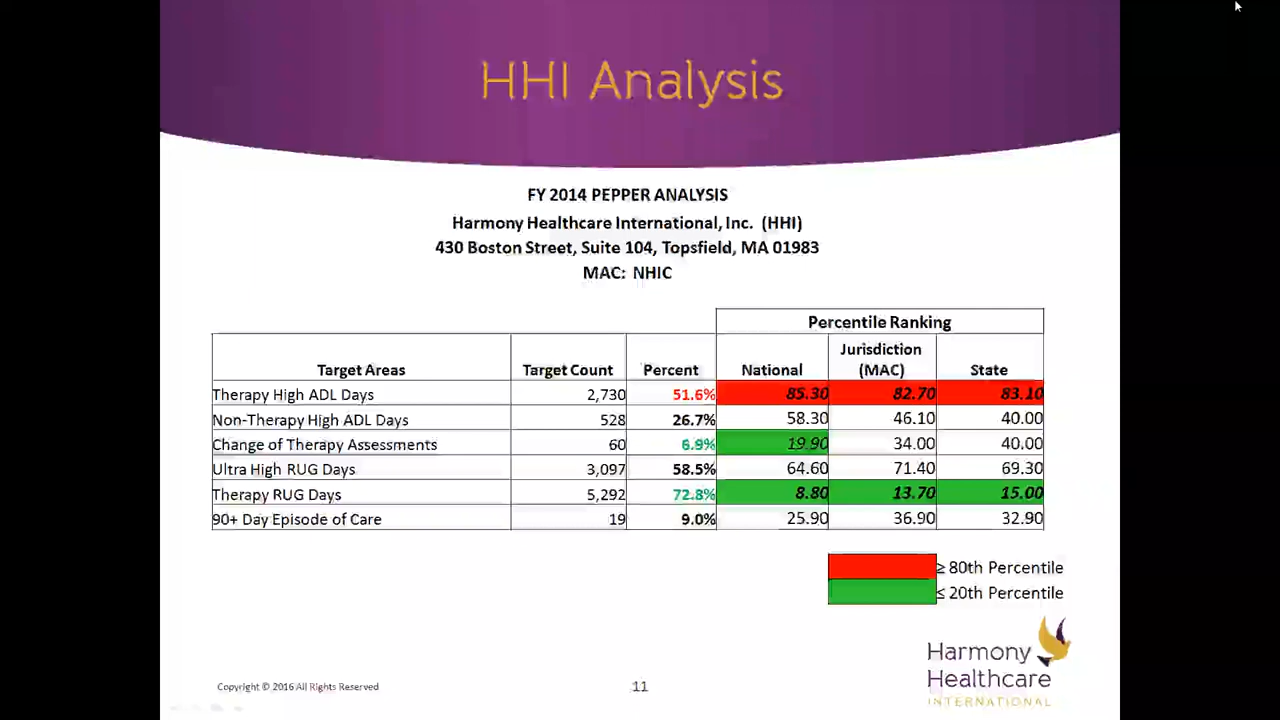 HHI Analysis
FY 2014 PEPPER ANALYSIS
Harmony Healthcare International, Inc. (HHI)
430 Boston Street, Suite 104, Topsfield, MA 01983
MAC: NHIC
Percentile Ranking
Target Areas Target Count Percent National Jurisdiction (MAC) State
Therapy High ADL Days 2,730 51.6% 85.30 82.70 83.10
Non-Therapy High ADL Days 528 26.7% 58.30 46.10 40.00
Change of Therapy Assessments 60 6.9% 19.90 34.00 40.00
Ultra High RUG Days 3,097 58.5% 64.60 71.40 69.30
Therapy RUG Days 5,292 72.8% 8.80 13.70 15.00
90+ Day Episode of Care 19 9.0% 25.90 36.90 32.90
≥ 80th Percentile
≤ 20th Percentile
Harmony
Healthcare
INTERNATIONAL
Copyright © 2016 All Rights Reserved
11